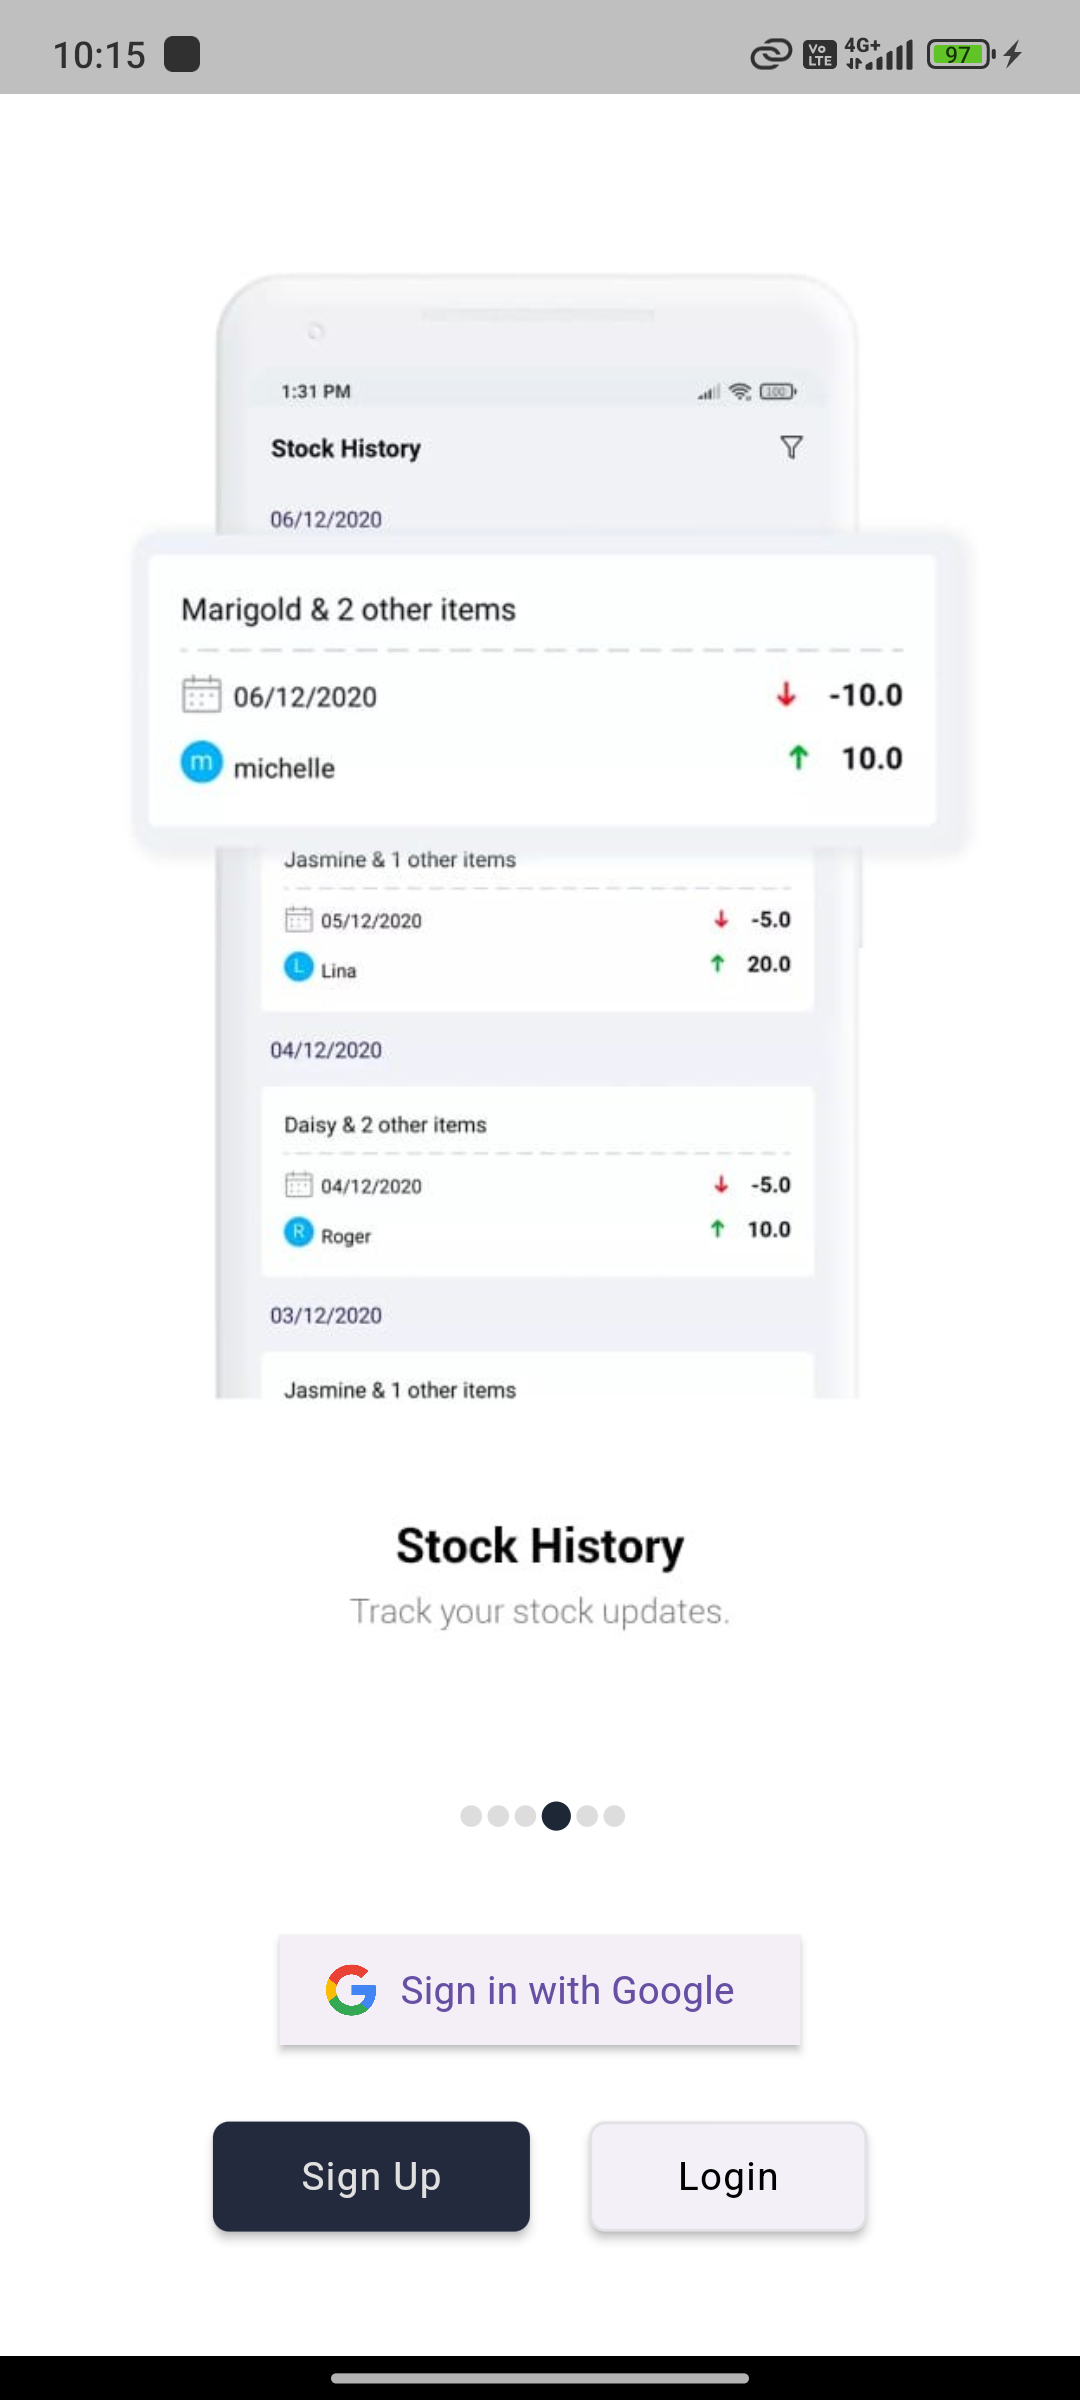 10:15
Vo LTE 4G+ 97
1:31 PM
100
Stock History
06/12/2020
Marigold & 2 other items
06/12/2020 -10.0
m michelle 10.0
Jasmine & 1 other items
05/12/2020 -5.0
L Lina 20.0
04/12/2020
Daisy & 2 other items
04/12/2020 -5.0
R Roger 10.0
03/12/2020
Jasmine & 1 other items
Stock History
Track your stock updates.
Sign in with Google
Sign Up Login